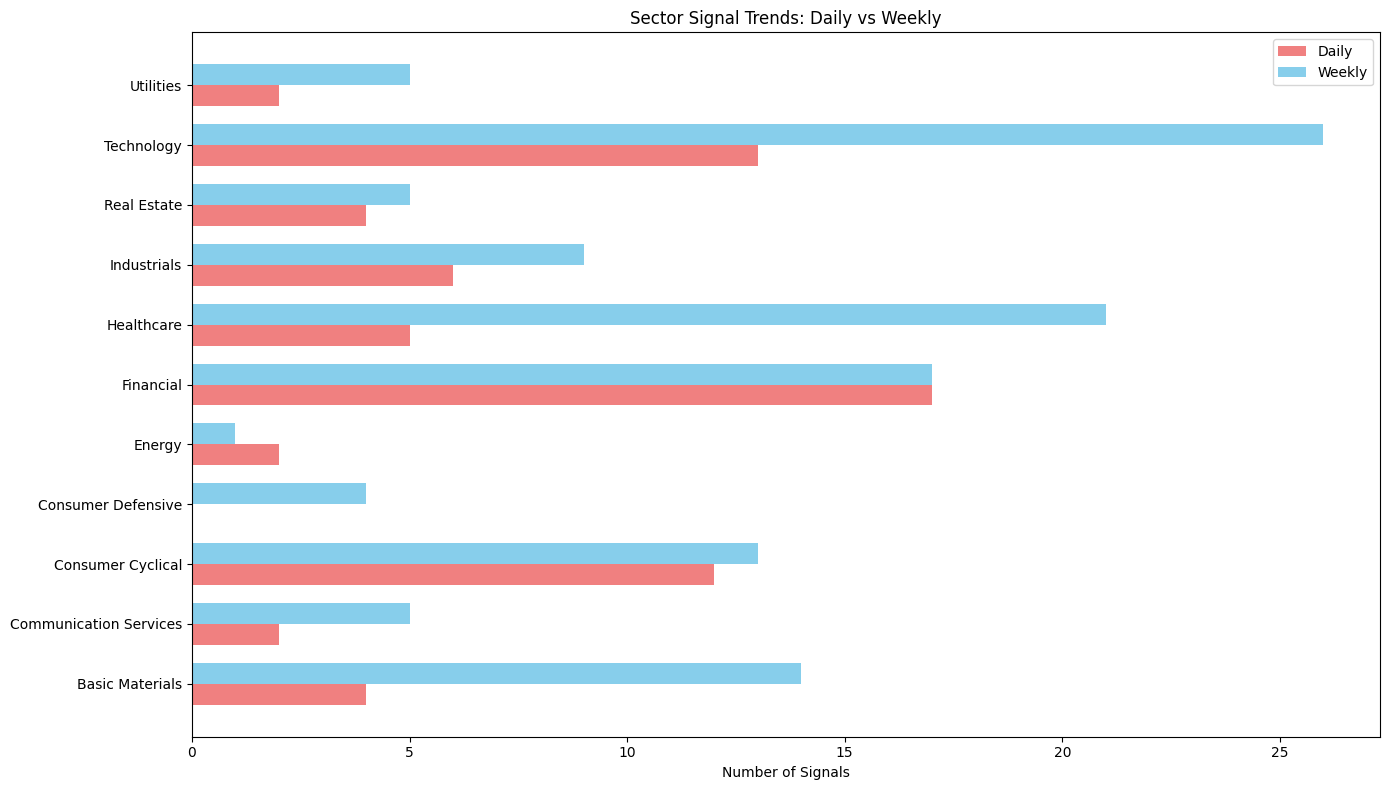 Sector Signal Trends: Daily vs Weekly
Daily
Weekly
Utilities
Technology
Real Estate
Industrials
Healthcare
Financial
Energy
Consumer Defensive
Consumer Cyclical
Communication Services
Basic Materials
0 5 10 15 20 25
Number of Signals